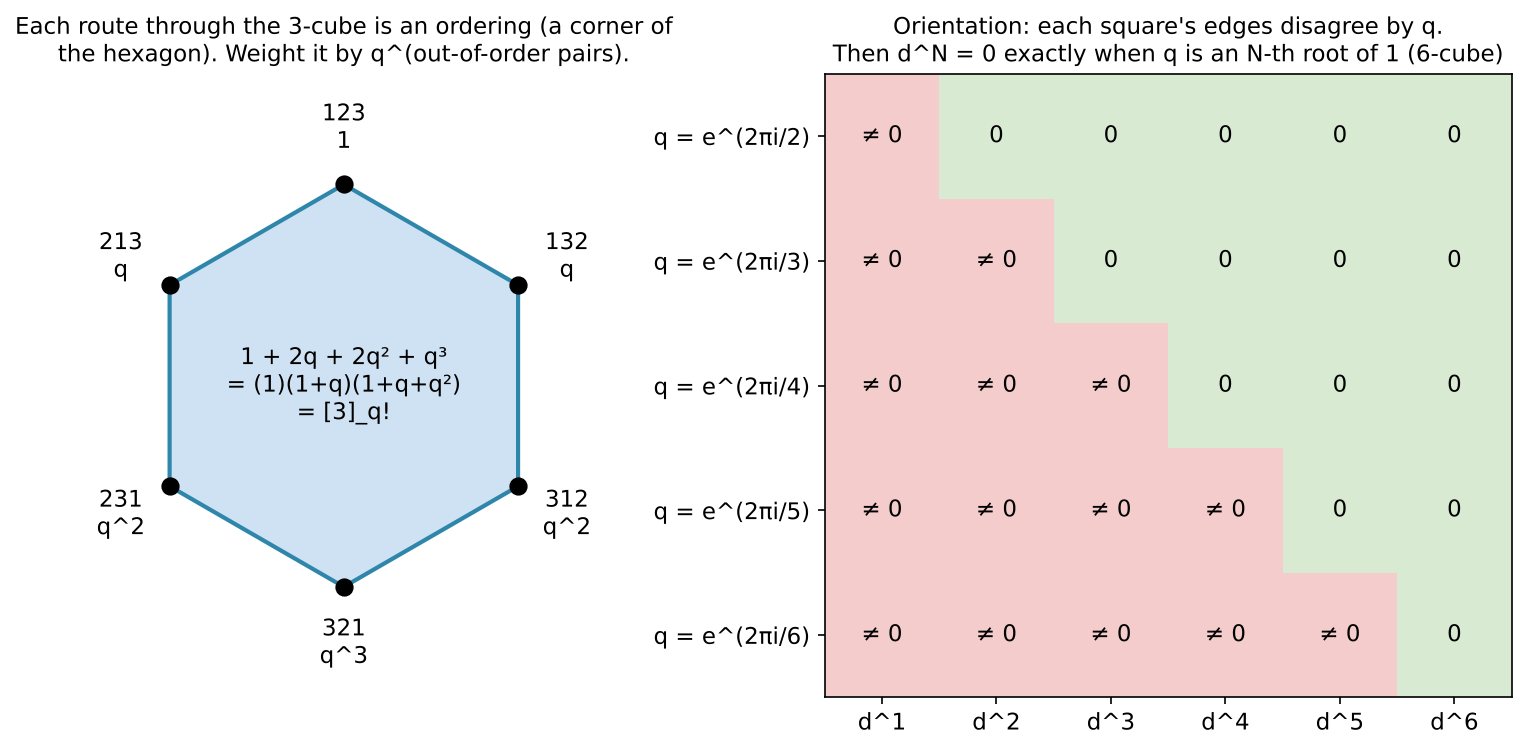 Each route through the 3-cube is an ordering (a corner of
the hexagon). Weight it by q^(out-of-order pairs).
123
1
213
q
132
q
1 + 2q + 2q² + q³
= (1)(1+q)(1+q+q²)
= [3]_q!
231
q^2
312
q^2
321
q^3
Orientation: each square's edges disagree by q.
Then d^N = 0 exactly when q is an N-th root of 1 (6-cube)
q = e^(2πi/2) ≠ 0 0 0 0 0 0
q = e^(2πi/3) ≠ 0 ≠ 0 0 0 0 0
q = e^(2πi/4) ≠ 0 ≠ 0 ≠ 0 0 0 0
q = e^(2πi/5) ≠ 0 ≠ 0 ≠ 0 ≠ 0 0 0
q = e^(2πi/6) ≠ 0 ≠ 0 ≠ 0 ≠ 0 ≠ 0 0
d^1 d^2 d^3 d^4 d^5 d^6